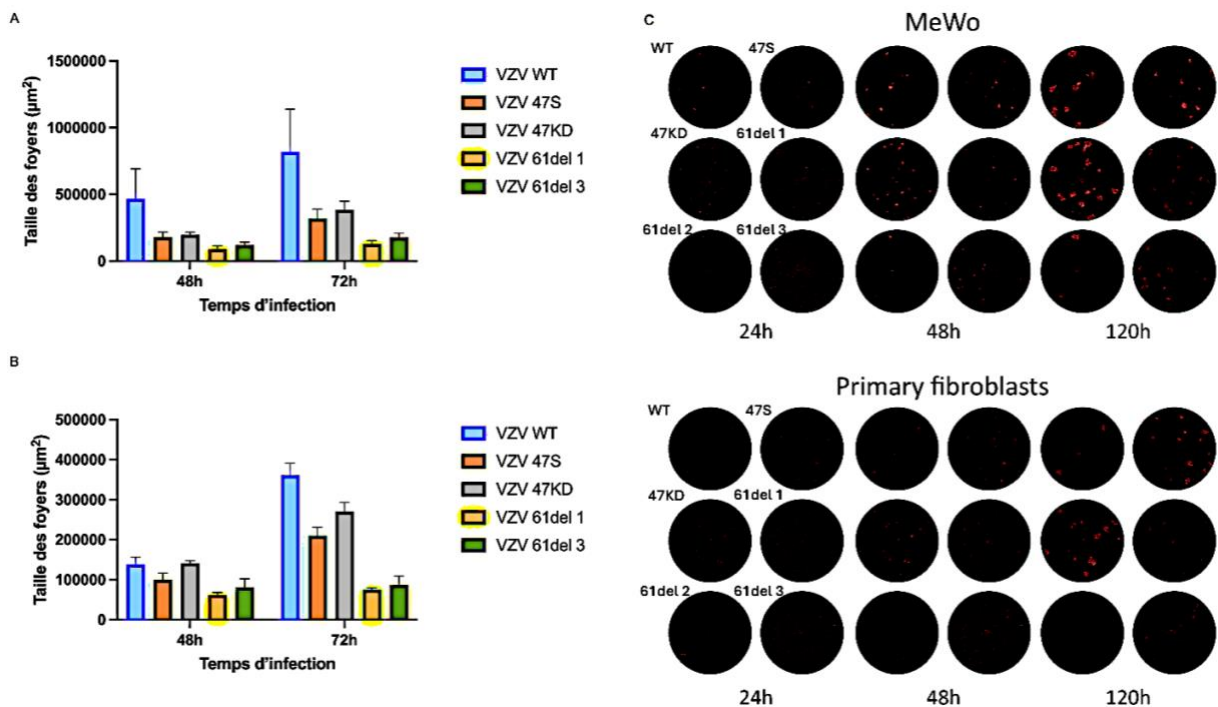 A
Taille des foyers (µm²)
1500000
1000000
500000
0
48h
72h
Temps d'infection
VZV WT
VZV 47S
VZV 47KD
VZV 61del 1
VZV 61del 3
B
Taille des foyers (µm²)
500000
400000
300000
200000
100000
0
48h
72h
Temps d'infection
VZV WT
VZV 47S
VZV 47KD
VZV 61del 1
VZV 61del 3
C
MeWo
WT
47S
47KD
61del 1
61del 2
61del 3
24h
48h
120h
Primary fibroblasts
WT
47S
47KD
61del 1
61del 2
61del 3
24h
48h
120h